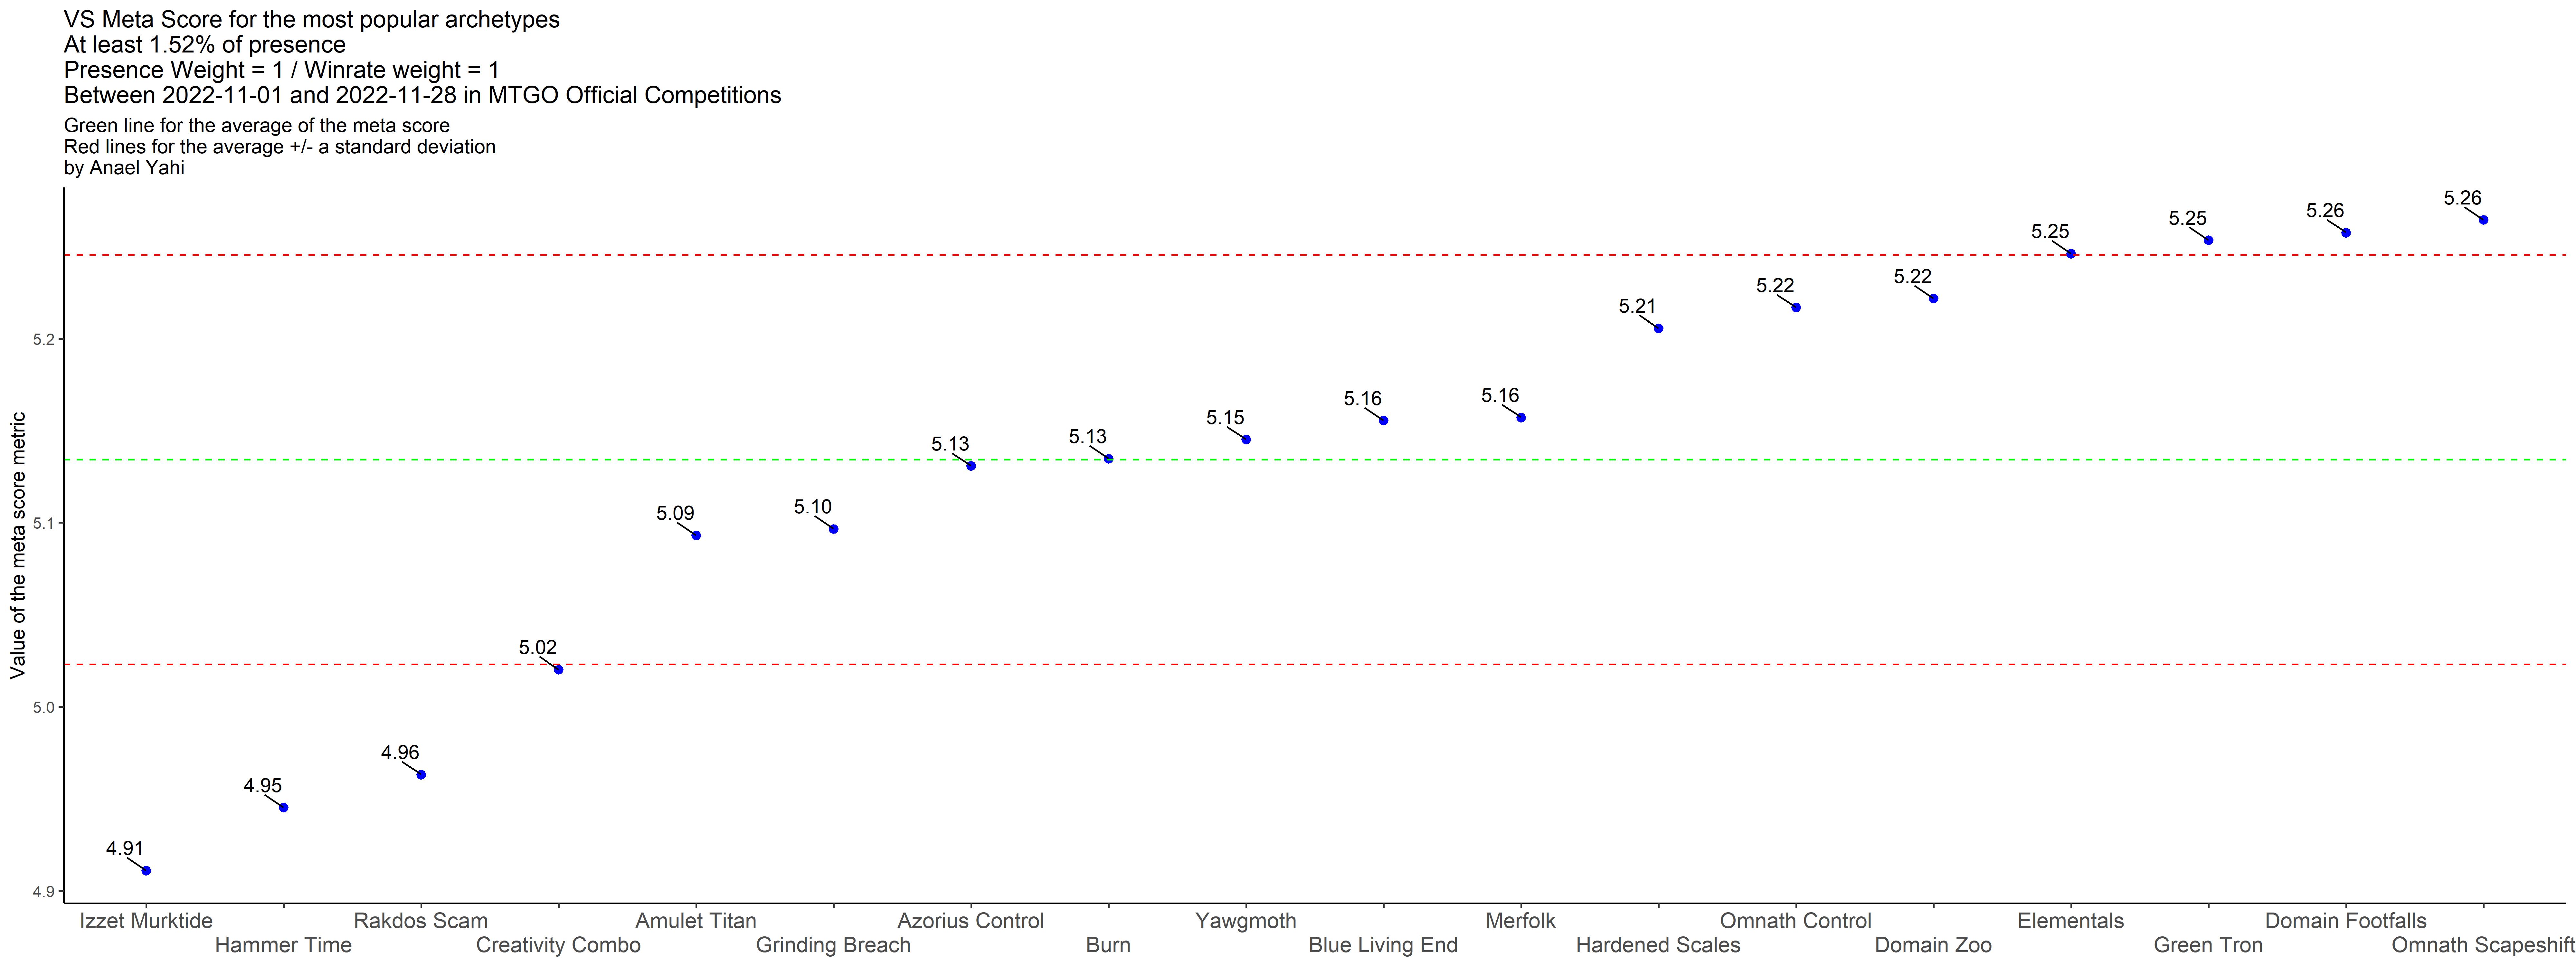 VS Meta Score for the most popular archetypes
At least 1.52% of presence
Presence Weight = 1 / Winrate weight = 1
Between 2022-11-01 and 2022-11-28 in MTGO Official Competitions
Green line for the average of the meta score
Red lines for the average +/- a standard deviation
by Anael Yahi
Value of the meta score metric
5.2
5.1
5.0
4.9
4.91
4.95
4.96
5.02
5.09
5.10
5.13
5.13
5.15
5.16
5.16
5.21
5.22
5.22
5.25
5.25
5.26
5.26
Izzet Murktide
Hammer Time
Rakdos Scam
Creativity Combo
Amulet Titan
Grinding Breach
Azorius Control
Burn
Yawgmoth
Blue Living End
Merfolk
Hardened Scales
Omnath Control
Domain Zoo
Elementals
Green Tron
Domain Footfalls
Omnath Scapeshift